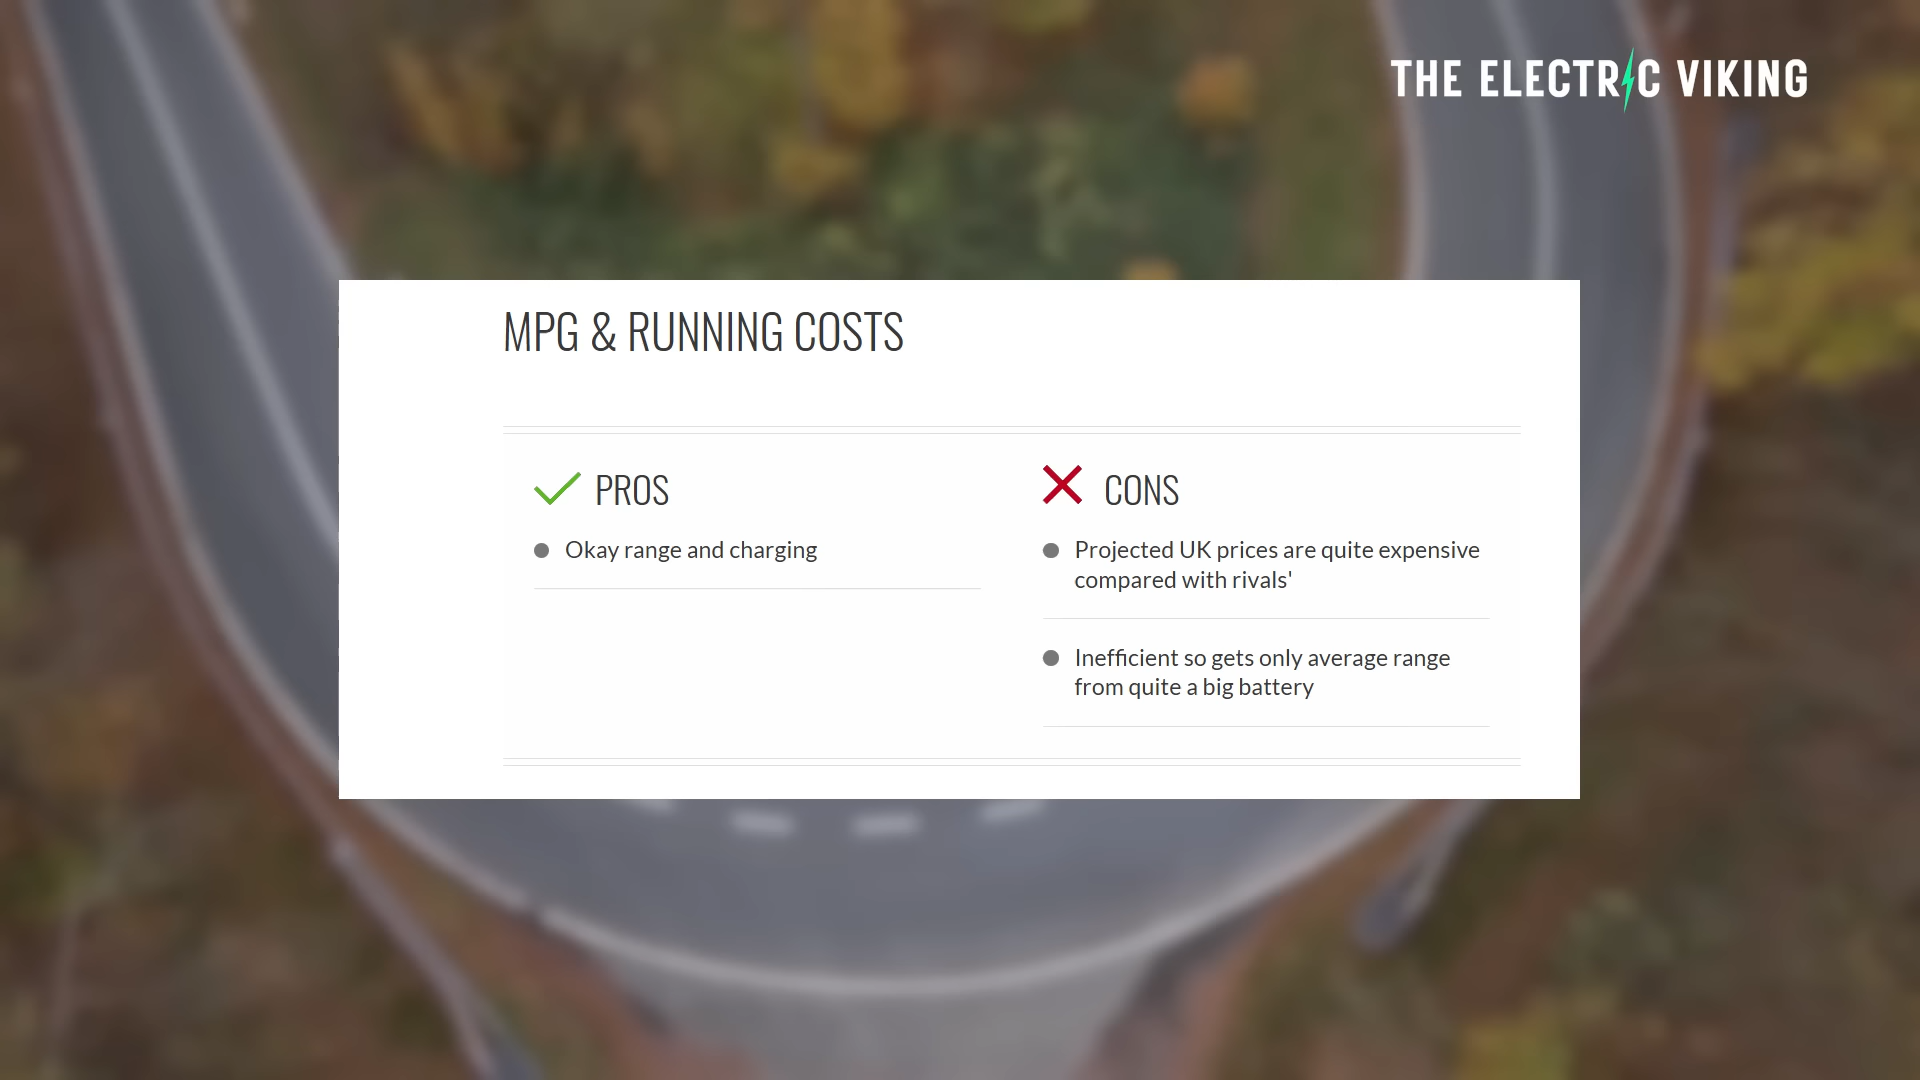 THE ELECTRIC VIKING
MPG & RUNNING COSTS
PROS
Okay range and charging
CONS
Projected UK prices are quite expensive
compared with rivals'
Inefficient so gets only average range
from quite a big battery